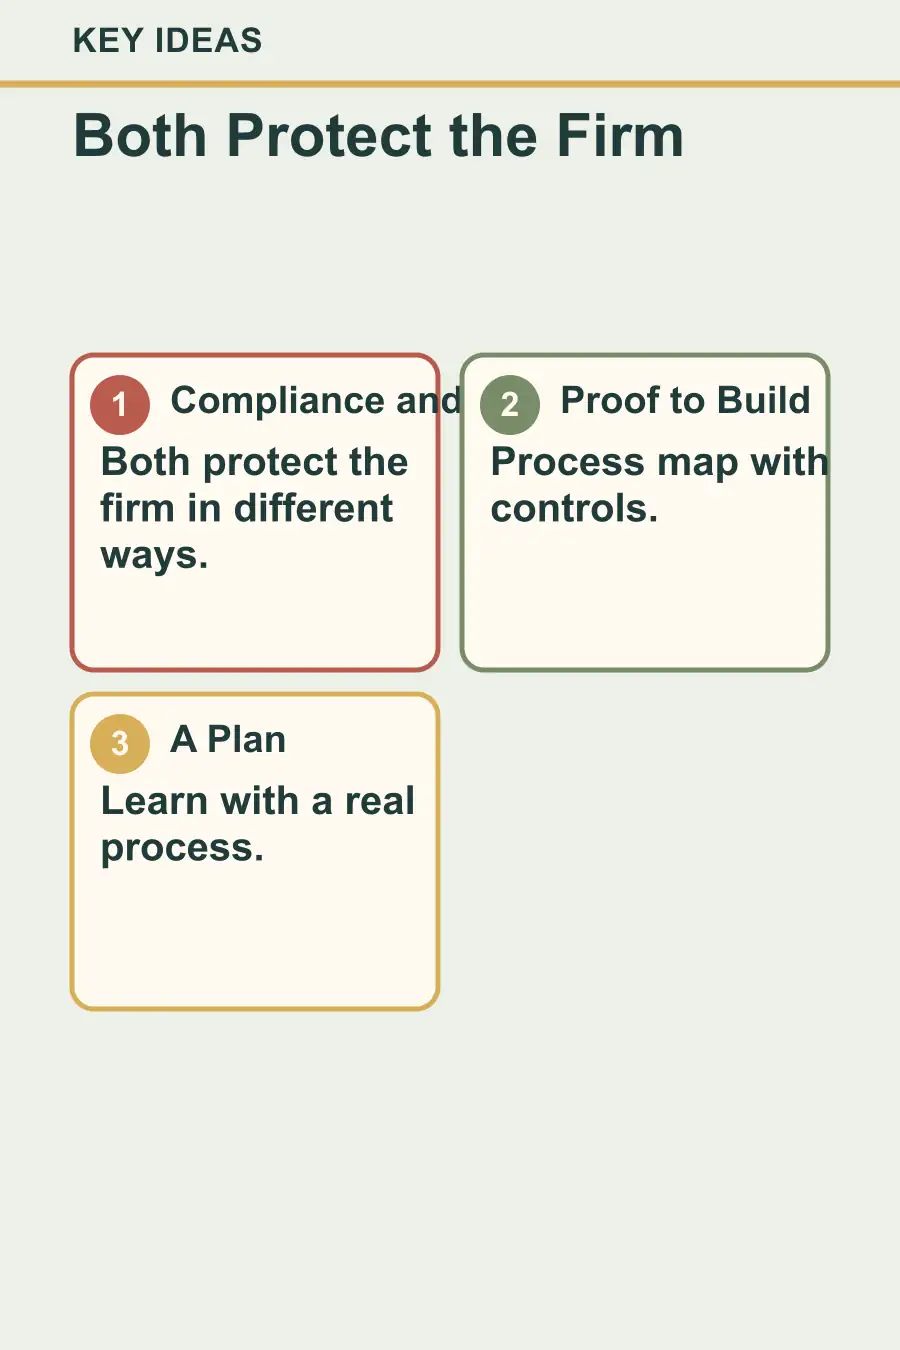 KEY IDEAS
Both Protect the Firm
1
Compliance and
Both protect the
firm in different
ways.
2
Proof to Build
Process map with
controls.
3
A Plan
Learn with a real
process.